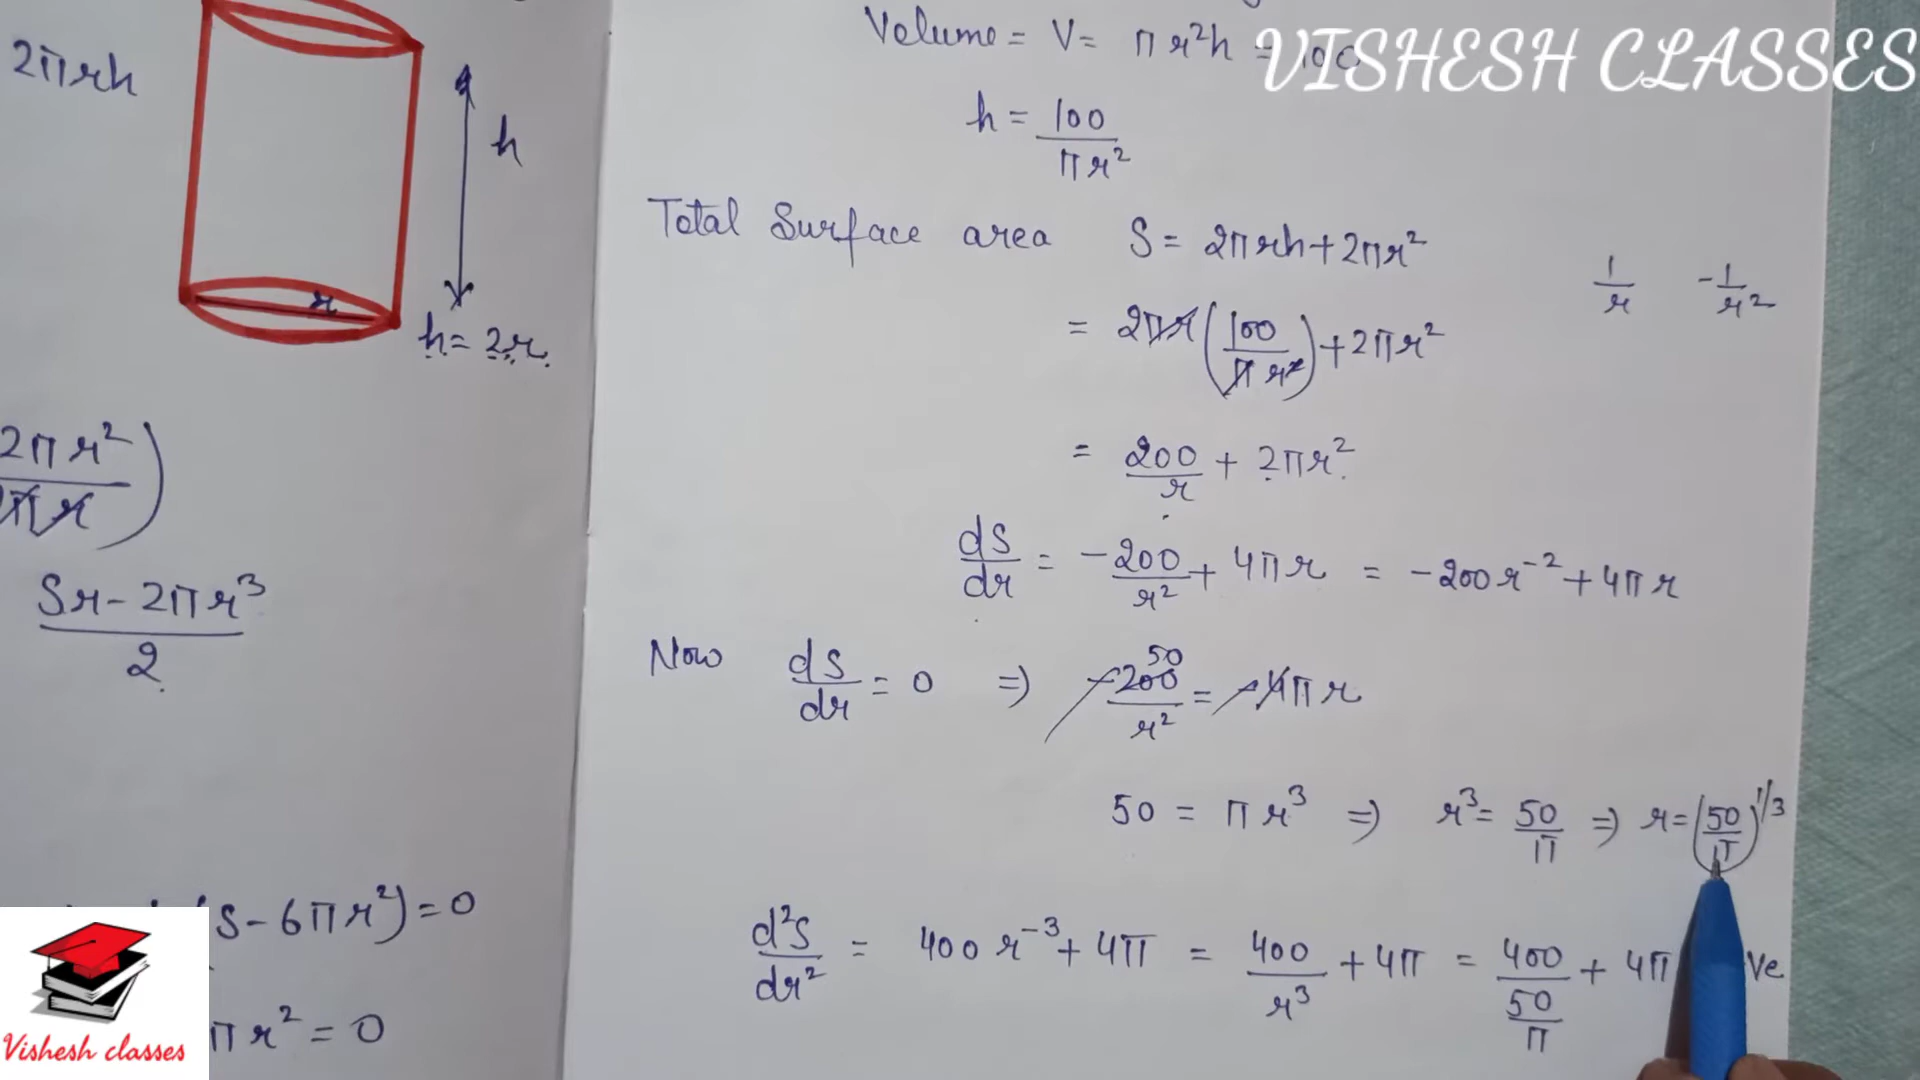 2πrh
h
r
h = 2r.
2πr²
πr
Sr - 2πr³
2
S - 6πr²) = 0
πr² = 0
Vishesh classes
VISHESH CLASSES
Volume = V = πr²h = 100
h = 100/πr²
Total Surface area S = 2πrh + 2πr²
1/r -1/r²
= 2πr(100/πr²) + 2πr²
= 200/r + 2πr²
dS/dr = -200/r² + 4πr = -200r⁻² + 4πr
Now dS/dr = 0 ⇒ -200/r² = -4πr
50
50 = πr³ ⇒ r³ = 50/π ⇒ r = (50/π)^1/3
d²S/dr² = 400r⁻³ + 4π = 400/r³ + 4π = 400/(50/π) + 4π ve